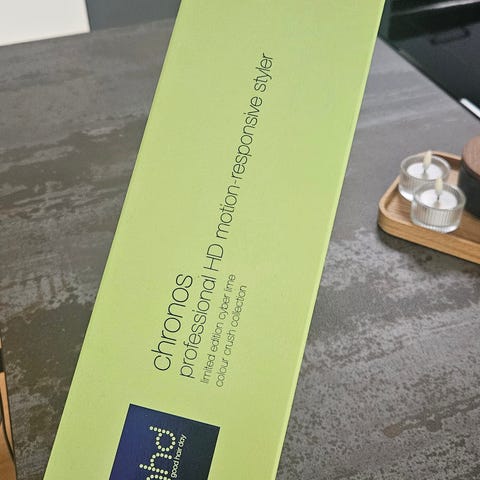 chronos
professional HD motion-responsive styler
limited edition cyber lime
colour crush collection
ghd
good hair day